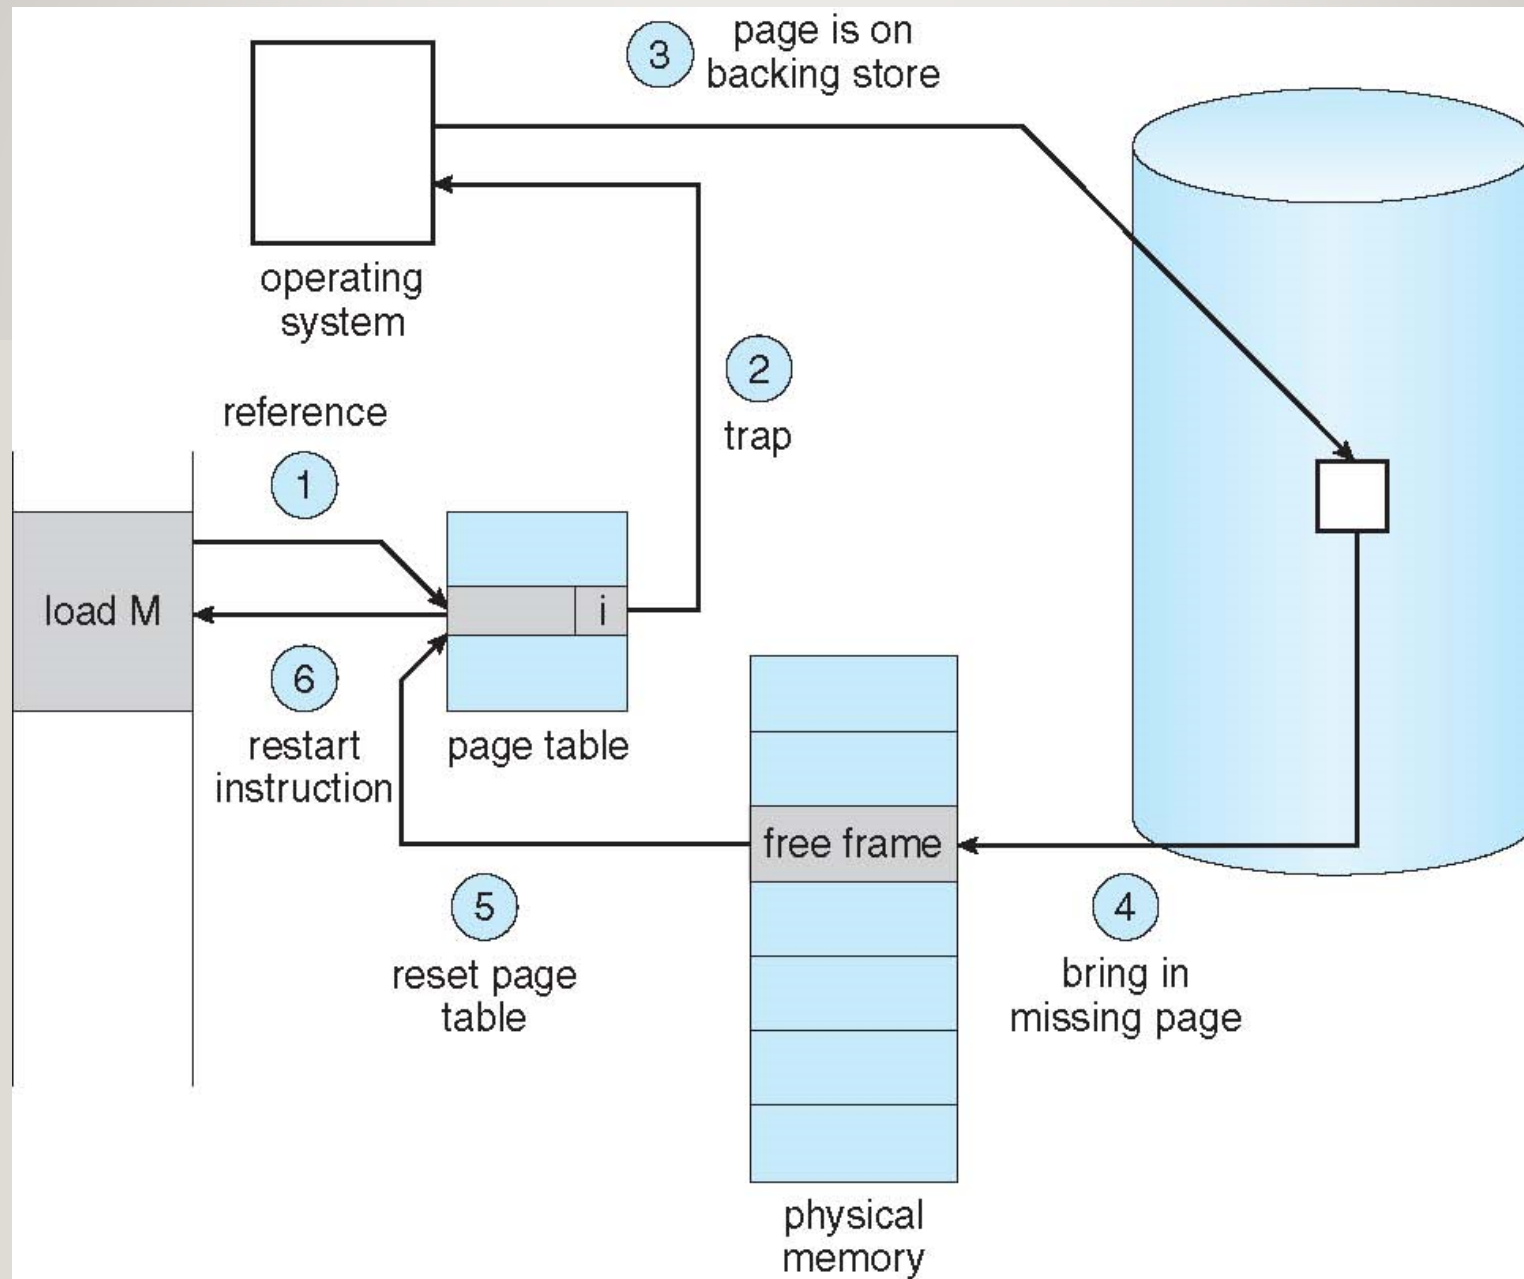 3
page is on
backing store
operating
system
2
trap
reference
1
load M
i
6
restart
instruction
page table
free frame
5
reset page
table
4
bring in
missing page
physical
memory